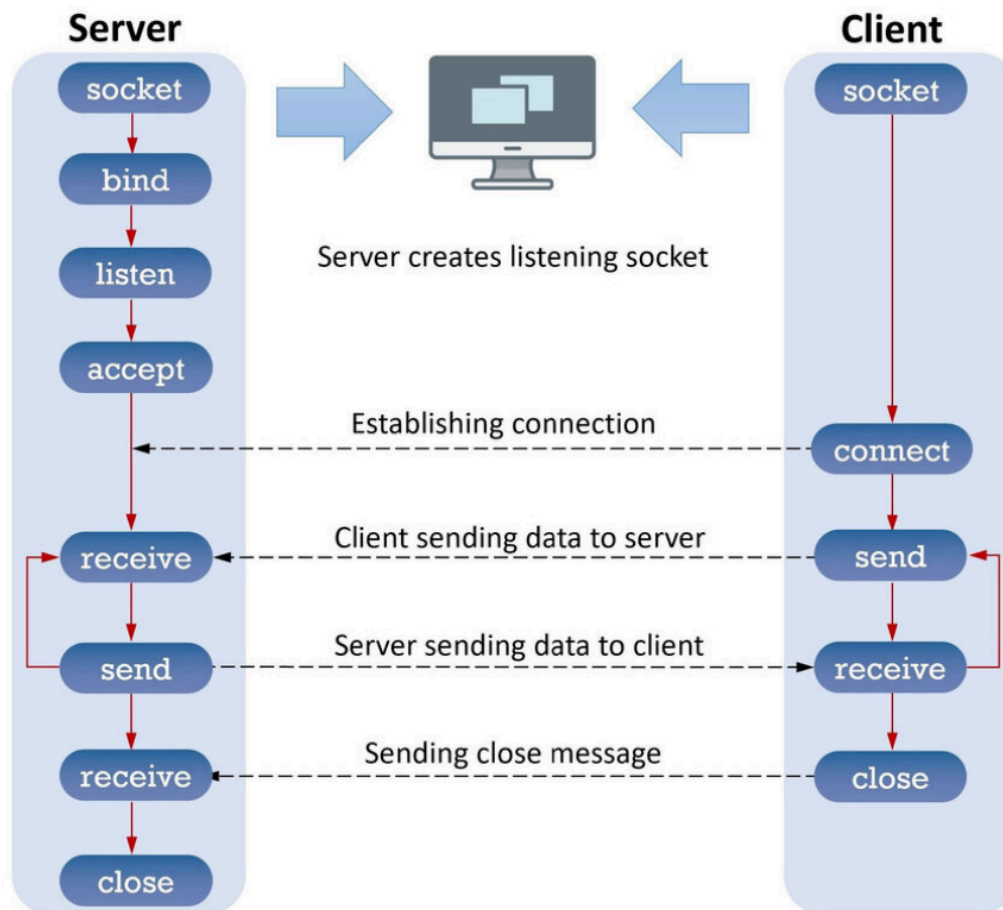 Server
Client
socket
socket
bind
Server creates listening socket
listen
accept
Establishing connection
connect
Client sending data to server
receive
send
Server sending data to client
send
receive
Sending close message
receive
close
close